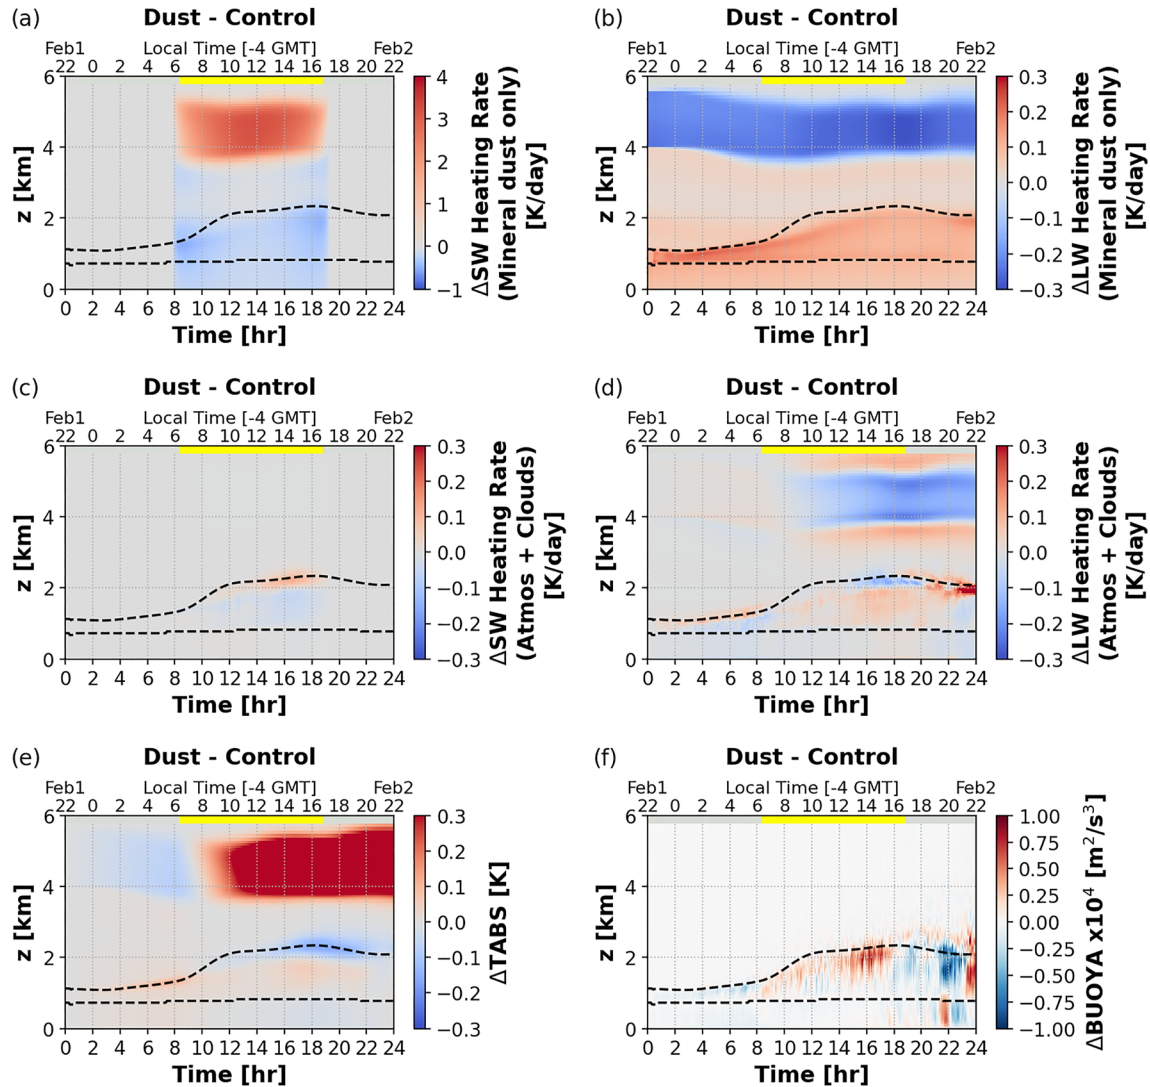 (a) Dust - Control
Feb1 Local Time [-4 GMT] Feb2
22 0 2 4 6 8 10 12 14 16 18 20 22
6
4
2
0
z [km]
0 2 4 6 8 10 12 14 16 18 20 22 24
Time [hr]
4
3
2
1
0
−1
ΔSW Heating Rate
(Mineral dust only)
[K/day]
(b) Dust - Control
Feb1 Local Time [-4 GMT] Feb2
22 0 2 4 6 8 10 12 14 16 18 20 22
6
4
2
0
z [km]
0 2 4 6 8 10 12 14 16 18 20 22 24
Time [hr]
0.3
0.2
0.1
0.0
−0.1
−0.2
−0.3
ΔLW Heating Rate
(Mineral dust only)
[K/day]
(c) Dust - Control
Feb1 Local Time [-4 GMT] Feb2
22 0 2 4 6 8 10 12 14 16 18 20 22
6
4
2
0
z [km]
0 2 4 6 8 10 12 14 16 18 20 22 24
Time [hr]
0.3
0.2
0.1
0.0
−0.1
−0.2
−0.3
ΔSW Heating Rate
(Atmos + Clouds)
[K/day]
(d) Dust - Control
Feb1 Local Time [-4 GMT] Feb2
22 0 2 4 6 8 10 12 14 16 18 20 22
6
4
2
0
z [km]
0 2 4 6 8 10 12 14 16 18 20 22 24
Time [hr]
0.3
0.2
0.1
0.0
−0.1
−0.2
−0.3
ΔLW Heating Rate
(Atmos + Clouds)
[K/day]
(e) Dust - Control
Feb1 Local Time [-4 GMT] Feb2
22 0 2 4 6 8 10 12 14 16 18 20 22
6
4
2
0
z [km]
0 2 4 6 8 10 12 14 16 18 20 22 24
Time [hr]
0.3
0.2
0.1
0.0
−0.1
−0.2
−0.3
ΔTABS [K]
(f) Dust - Control
Feb1 Local Time [-4 GMT] Feb2
22 0 2 4 6 8 10 12 14 16 18 20 22
6
4
2
0
z [km]
0 2 4 6 8 10 12 14 16 18 20 22 24
Time [hr]
1.00
0.75
0.50
0.25
0.00
−0.25
−0.50
−0.75
−1.00
ΔBUOYA x10⁴ [m²/s³]